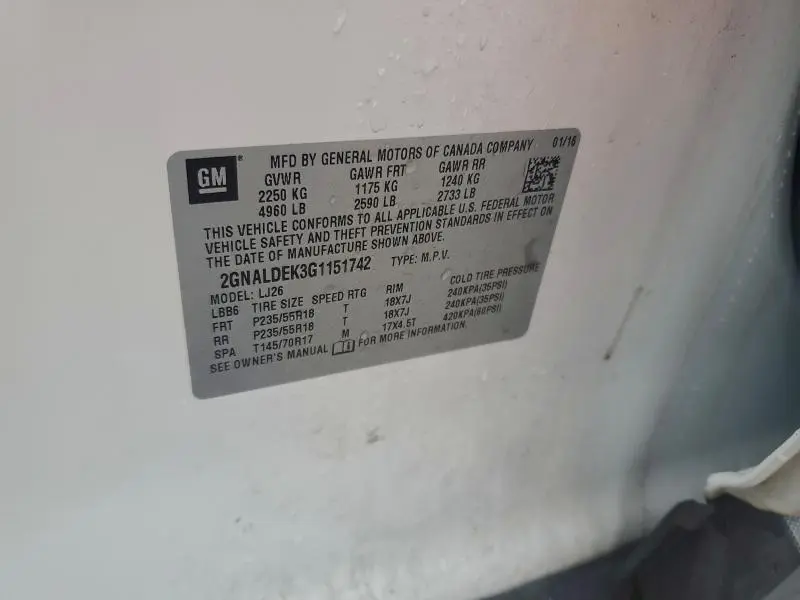 GM
®
MFD BY GENERAL MOTORS OF CANADA COMPANY 01/16
GVWR GAWR FRT GAWR RR
2250 KG 1175 KG 1240 KG
4960 LB 2590 LB 2733 LB
THIS VEHICLE CONFORMS TO ALL APPLICABLE U.S. FEDERAL MOTOR
VEHICLE SAFETY AND THEFT PREVENTION STANDARDS IN EFFECT ON
THE DATE OF MANUFACTURE SHOWN ABOVE.
2GNALDEK3G1151742 TYPE: M.P.V.
MODEL: LJ26
LBB6 TIRE SIZE SPEED RTG RIM COLD TIRE PRESSURE
FRT P235/55R18 T 18X7J 240KPA(35PSI)
RR P235/55R18 T 18X7J 240KPA(35PSI)
SPA T145/70R17 M 17X4.5T 420KPA(60PSI)
SEE OWNER'S MANUAL FOR MORE INFORMATION.